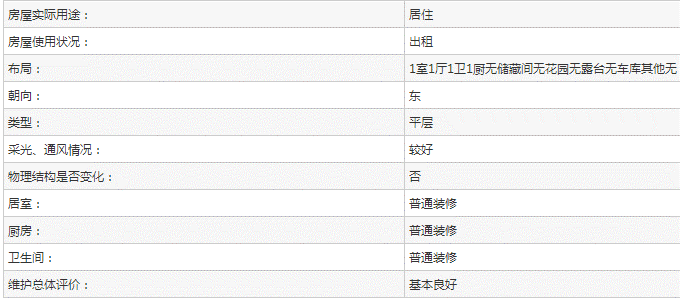 房屋实际用途： 居住
房屋使用状况： 出租
布局： 1室1厅1卫1厨无储藏间无花园无露台无车库其他无
朝向： 东
类型： 平层
采光、通风情况： 较好
物理结构是否变化： 否
居室： 普通装修
厨房： 普通装修
卫生间： 普通装修
维护总体评价： 基本良好